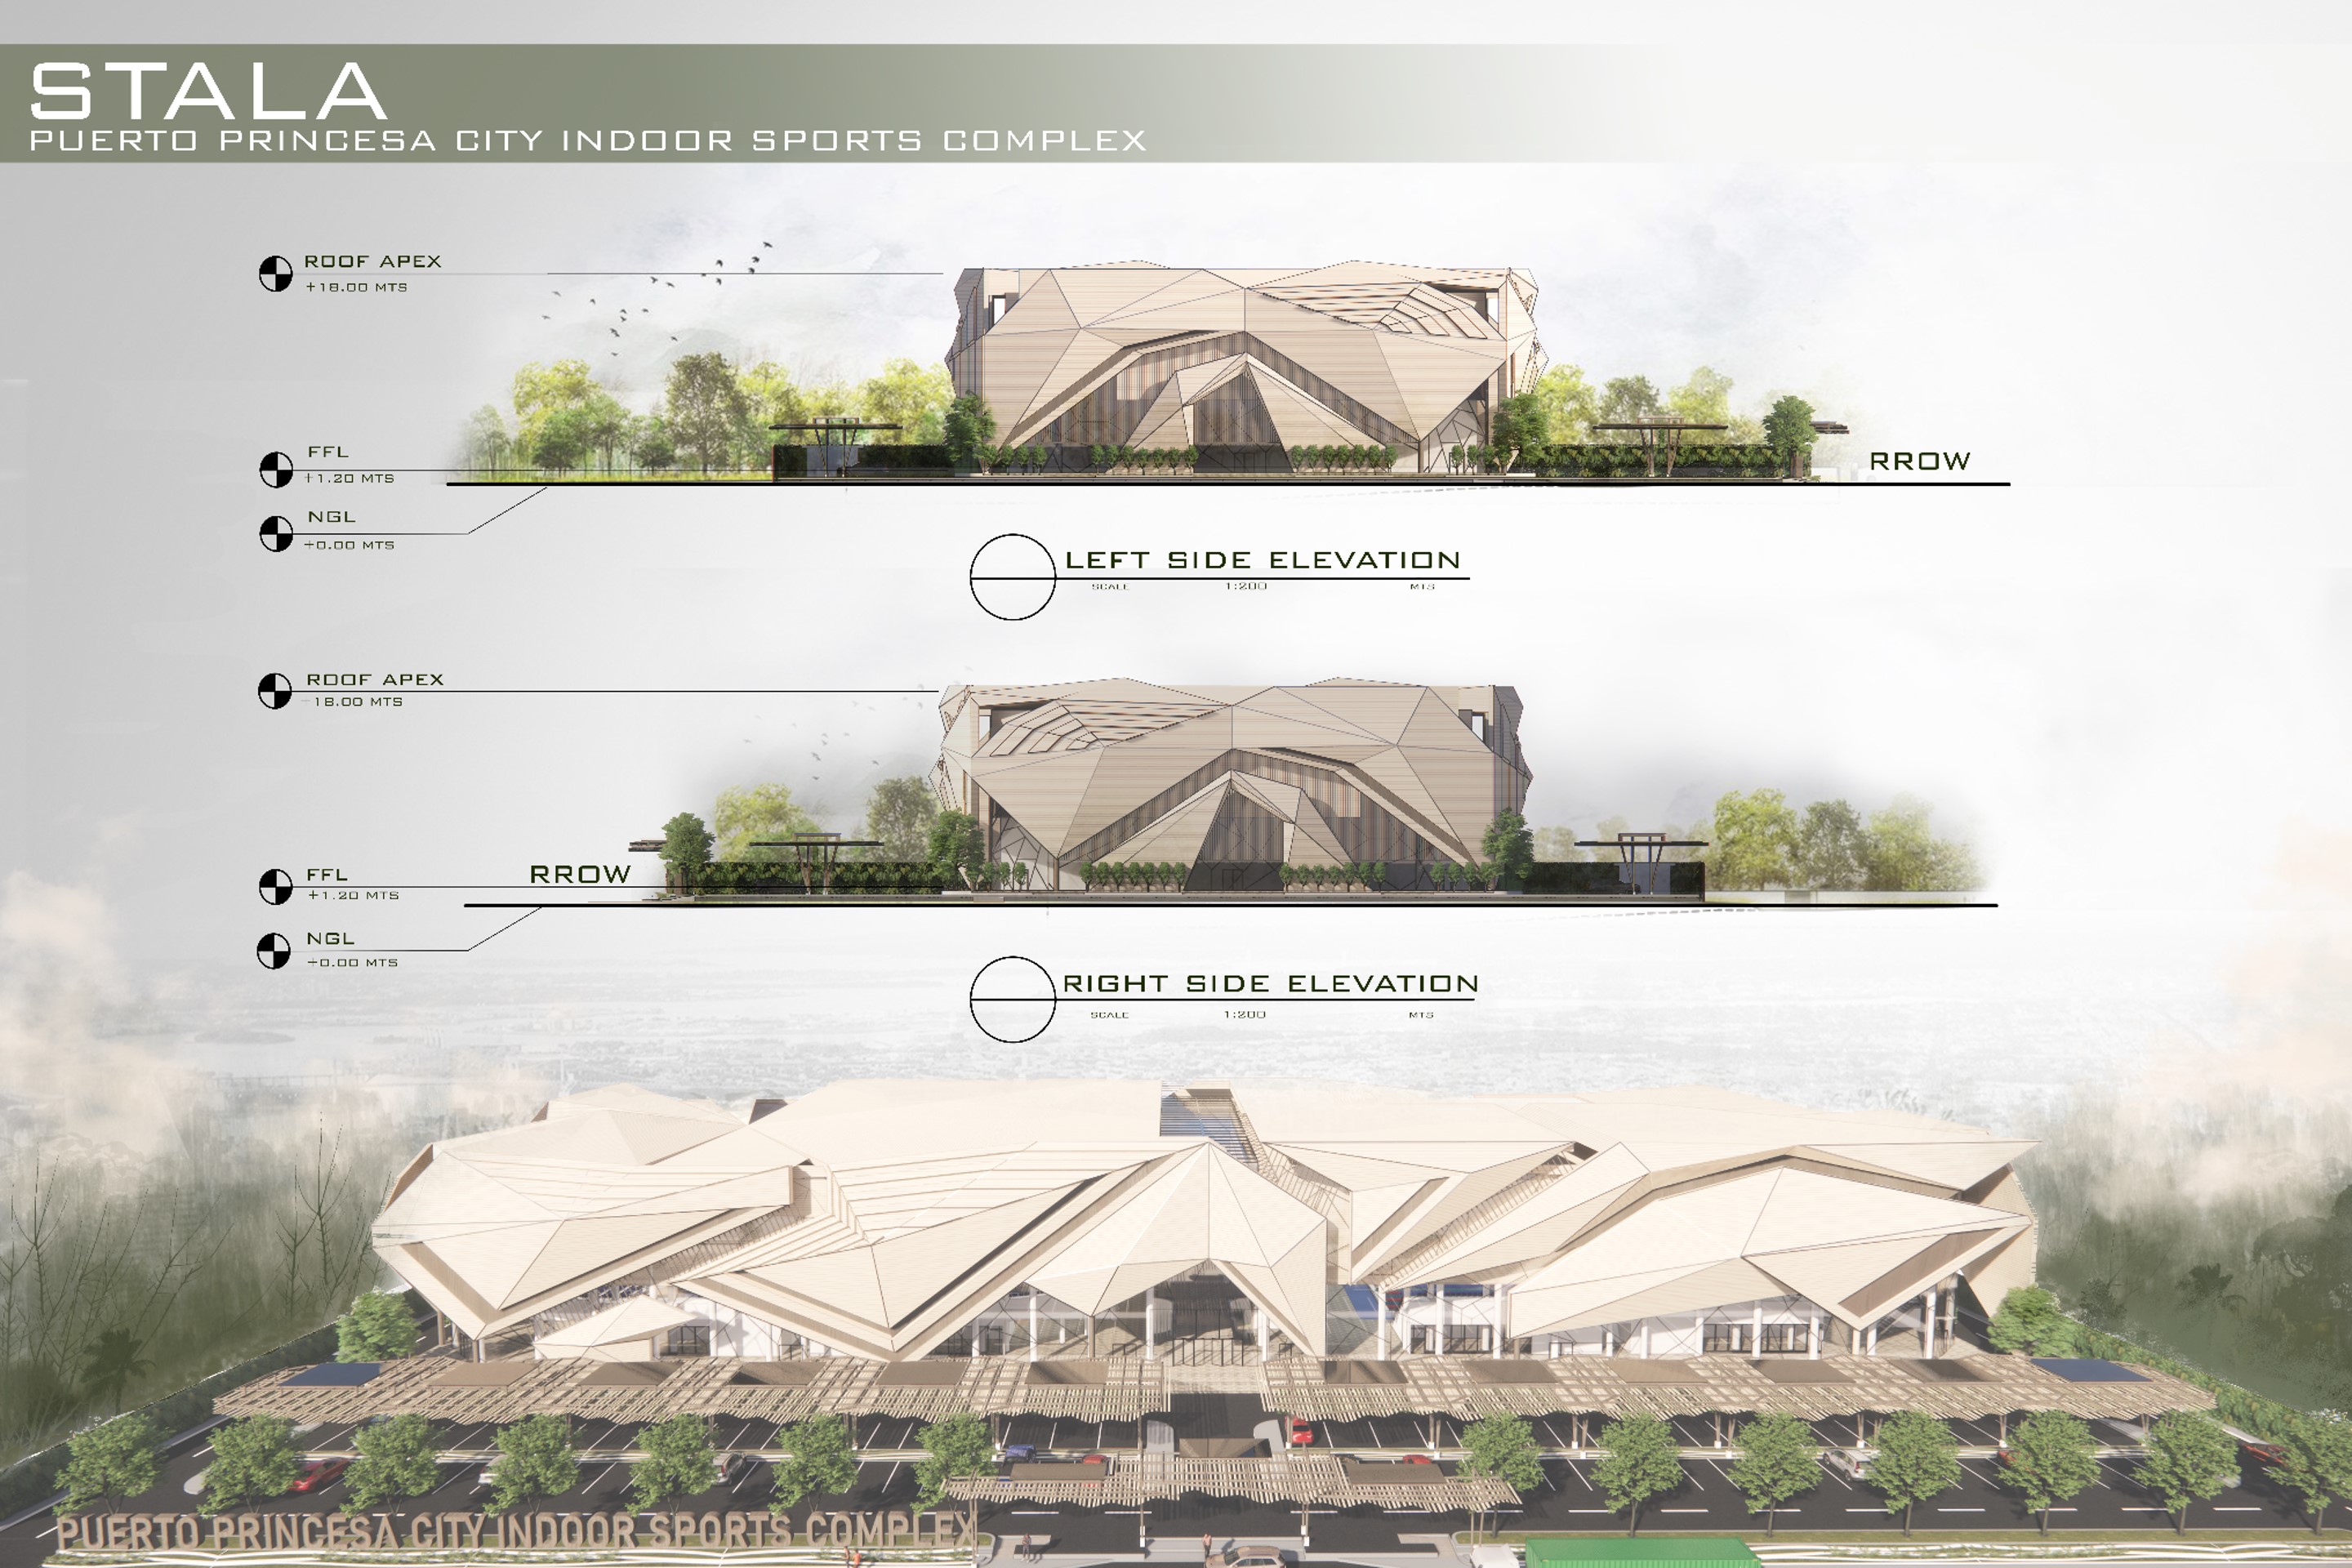 STALA
PUERTO PRINCESA CITY INDOOR SPORTS COMPLEX
ROOF APEX
+18.00 MTS
FFL
+1.20 MTS
RROW
NGL
+0.00 MTS
LEFT SIDE ELEVATION
SCALE 1:200 MTS
ROOF APEX
18.00 MTS
FFL
+1.20 MTS
RROW
NGL
+0.00 MTS
RIGHT SIDE ELEVATION
SCALE 1:200 MTS
PUERTO PRINCESA CITY INDOOR SPORTS COMPLEX